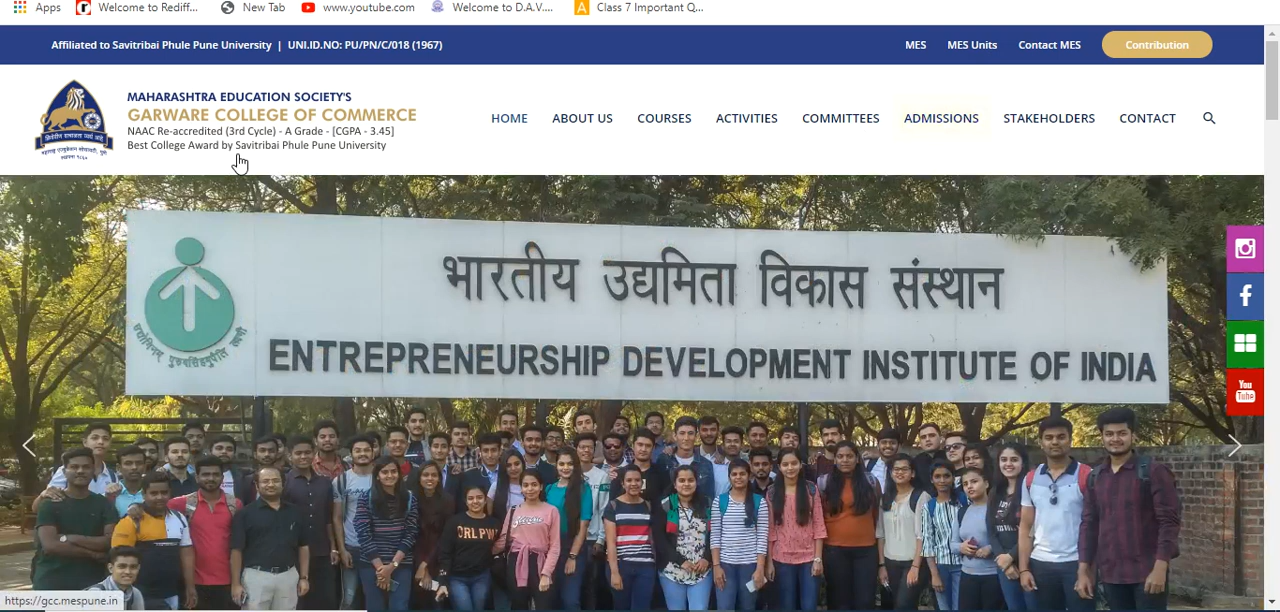 Apps Welcome to Rediff... New Tab www.youtube.com Welcome to D.A.V.... Class 7 Important Q...
Affiliated to Savitribai Phule Pune University | UNI.ID.NO: PU/PN/C/018 (1967)
MES MES Units Contact MES Contribution
MAHARASHTRA EDUCATION SOCIETY'S
GARWARE COLLEGE OF COMMERCE
NAAC Re-accredited (3rd Cycle) - A Grade - [CGPA - 3.45]
Best College Award by Savitribai Phule Pune University
HOME ABOUT US COURSES ACTIVITIES COMMITTEES ADMISSIONS STAKEHOLDERS CONTACT
भारतीय उद्यमिता विकास संस्थान
ENTREPRENEURSHIP DEVELOPMENT INSTITUTE OF INDIA
You
Tube
https://gcc.mespune.in